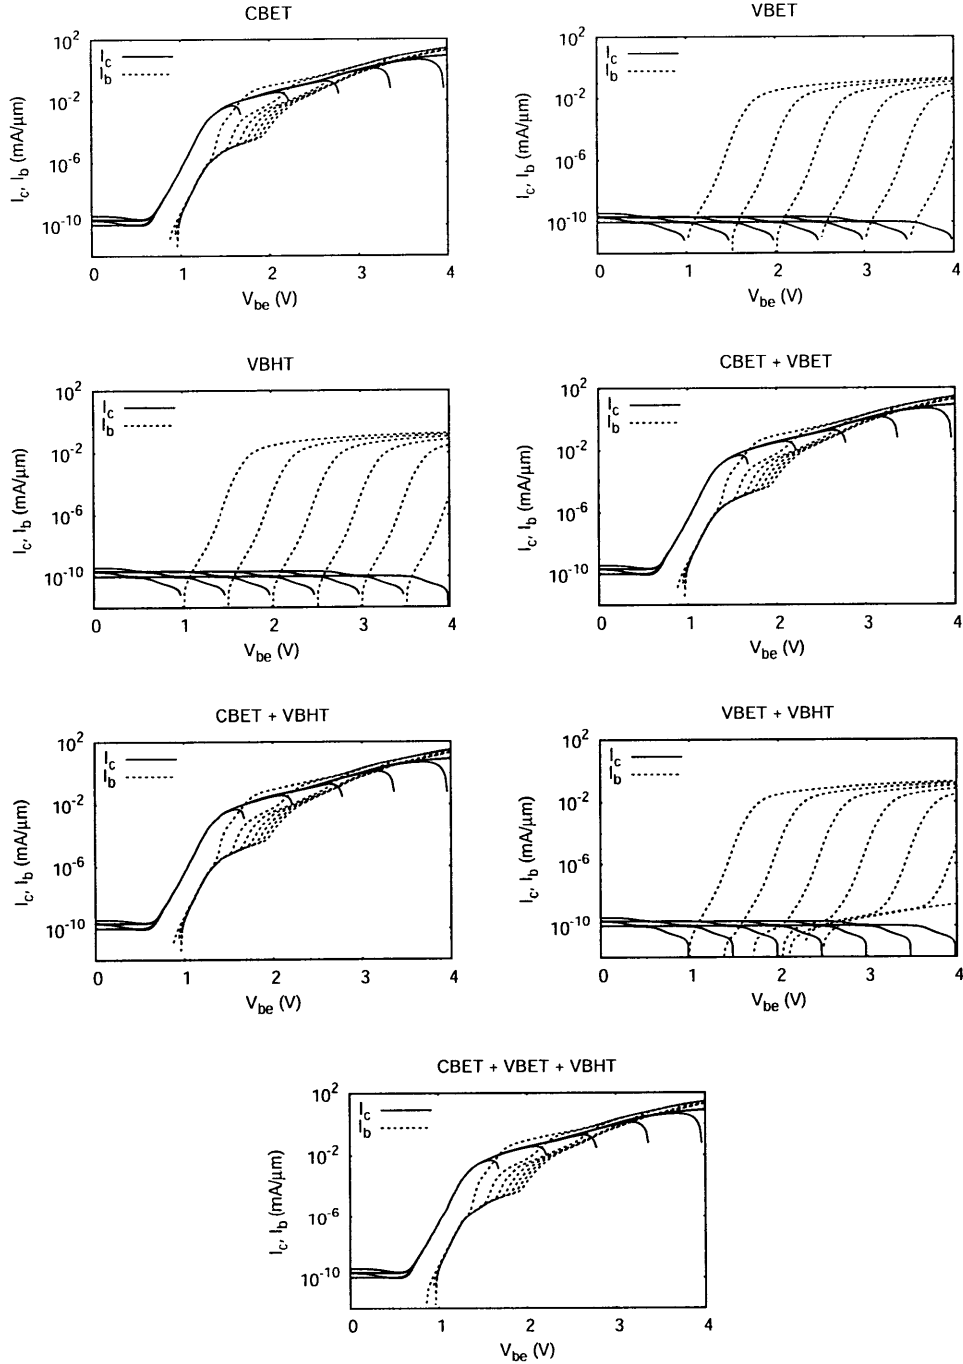 CBET
10^2
I_c
I_b
10^-2
10^-6
10^-10
I_c, I_b (mA/μm)
0 1 2 3 4
V_be (V)
VBET
10^2
I_c
I_b
10^-2
10^-6
10^-10
I_c, I_b (mA/μm)
0 1 2 3 4
V_be (V)
VBHT
10^2
I_c
I_b
10^-2
10^-6
10^-10
I_c, I_b (mA/μm)
0 1 2 3 4
V_be (V)
CBET + VBET
10^2
I_c
I_b
10^-2
10^-6
10^-10
I_c, I_b (mA/μm)
0 1 2 3 4
V_be (V)
CBET + VBHT
10^2
I_c
I_b
10^-2
10^-6
10^-10
I_c, I_b (mA/μm)
0 1 2 3 4
V_be (V)
VBET + VBHT
10^2
I_c
I_b
10^-2
10^-6
10^-10
I_c, I_b (mA/μm)
0 1 2 3 4
V_be (V)
CBET + VBET + VBHT
10^2
I_c
I_b
10^-2
10^-6
10^-10
I_c, I_b (mA/μm)
0 1 2 3 4
V_be (V)